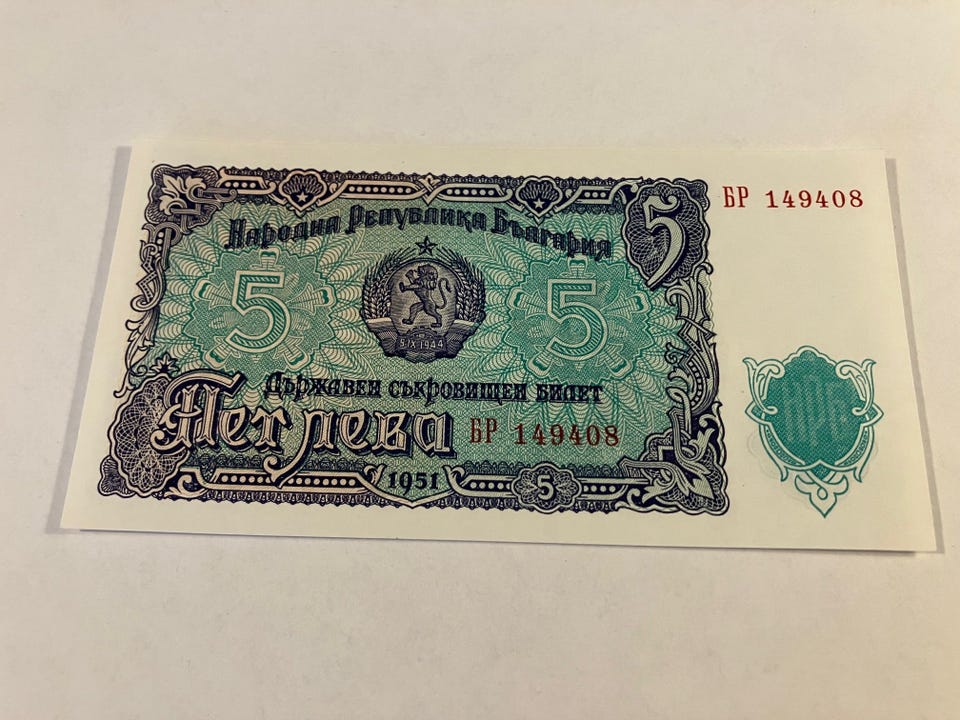 БР 149408
Народна Република България
5
5
5
9.IX.1944
Държавен съкровищен билет
Пет лева
БР 149408
1951
5
НРБ